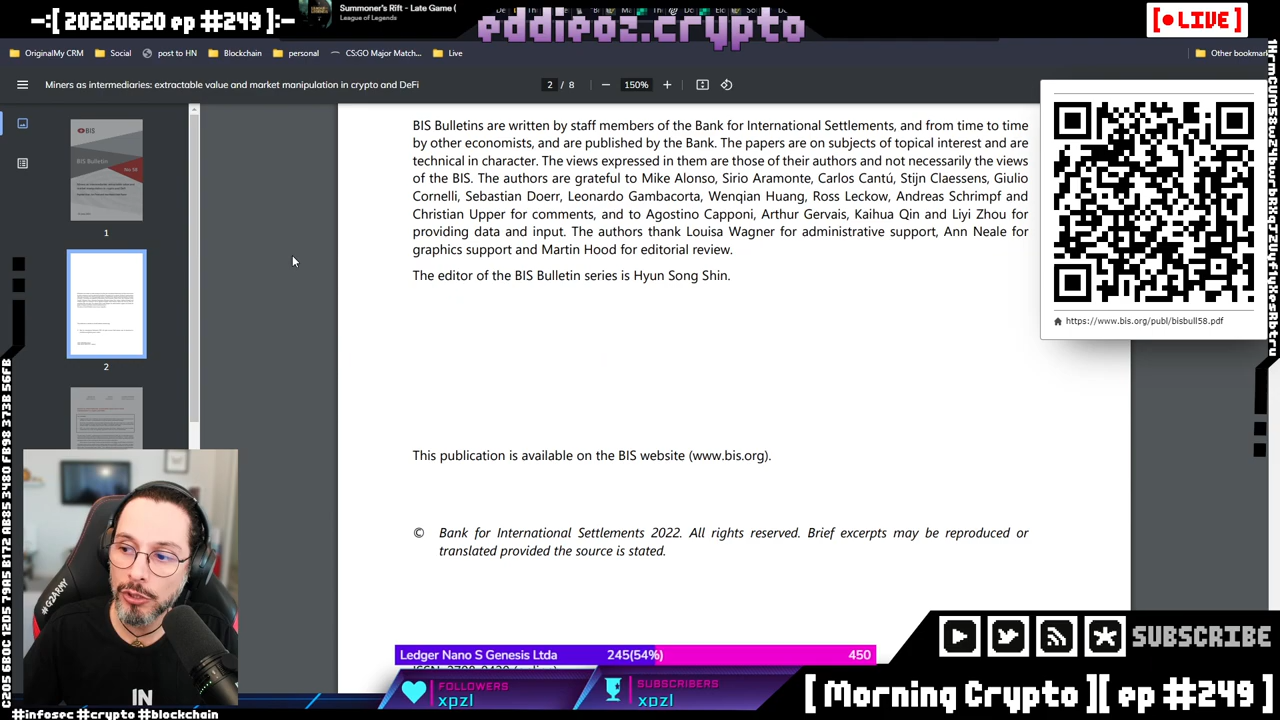 -:[ 20220620 ep #249 ]:-
Summoner's Rift - Late Game (
League of Legends
eddieoz.crypto
[● LIVE ]
OriginalMy CRM
Social
post to HN
Blockchain
personal
CS:GO Major Match...
Live
Other bookmar
Miners as intermediaries: extractable value and market manipulation in crypto and DeFi
2 / 8
150%
BIS
BIS Bulletin
No 58
1
2
BIS Bulletins are written by staff members of the Bank for International Settlements, and from time to time
by other economists, and are published by the Bank. The papers are on subjects of topical interest and are
technical in character. The views expressed in them are those of their authors and not necessarily the views
of the BIS. The authors are grateful to Mike Alonso, Sirio Aramonte, Carlos Cantú, Stijn Claessens, Giulio
Cornelli, Sebastian Doerr, Leonardo Gambacorta, Wenqian Huang, Ross Leckow, Andreas Schrimpf and
Christian Upper for comments, and to Agostino Capponi, Arthur Gervais, Kaihua Qin and Liyi Zhou for
providing data and input. The authors thank Louisa Wagner for administrative support, Ann Neale for
graphics support and Martin Hood for editorial review.
The editor of the BIS Bulletin series is Hyun Song Shin.
This publication is available on the BIS website (www.bis.org).
© Bank for International Settlements 2022. All rights reserved. Brief excerpts may be reproduced or
translated provided the source is stated.
https://www.bis.org/publ/bisbull58.pdf
#G2ARMY
Ledger Nano S Genesis Ltda
245(54%)
450
FOLLOWERS
xpzl
SUBSCRIBERS
xpzl
SUBSCRIBE
[ Morning Crypto ][ ep #249 ]
IN
#infosec #crypto #blockchain